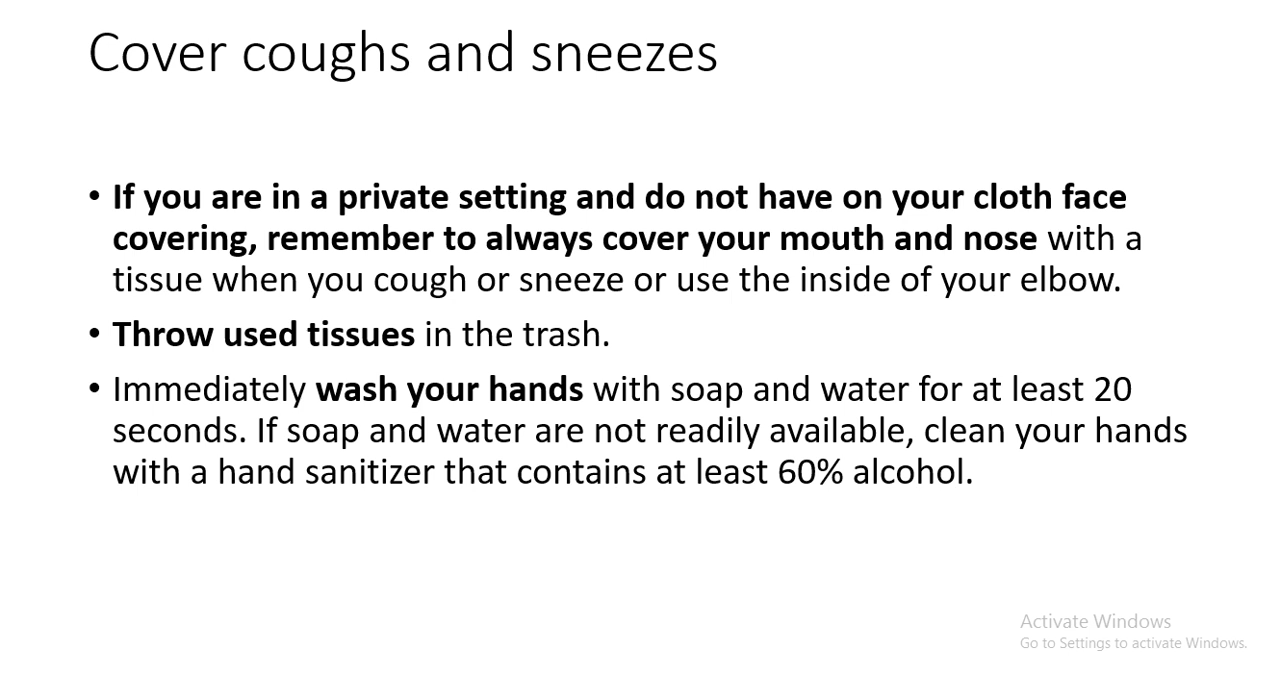 Cover coughs and sneezes
• If you are in a private setting and do not have on your cloth face
covering, remember to always cover your mouth and nose with a
tissue when you cough or sneeze or use the inside of your elbow.
• Throw used tissues in the trash.
• Immediately wash your hands with soap and water for at least 20
seconds. If soap and water are not readily available, clean your hands
with a hand sanitizer that contains at least 60% alcohol.
Activate Windows
Go to Settings to activate Windows.